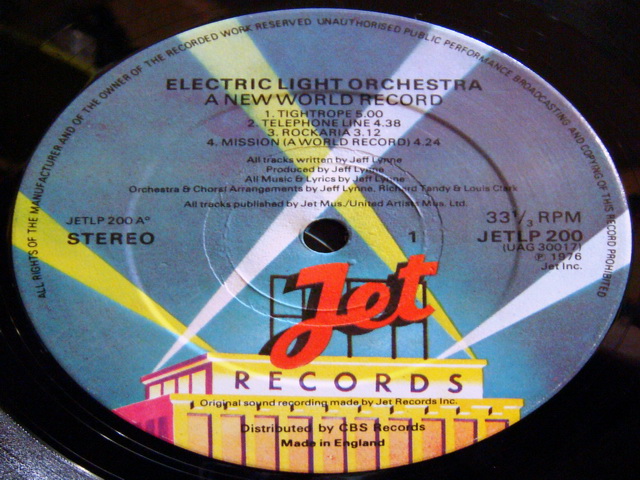 ALL RIGHTS OF THE MANUFACTURER AND OF THE OWNER OF THE RECORDED WORK RESERVED UNAUTHORISED PUBLIC PERFORMANCE BROADCASTING AND COPYING OF THIS RECORD PROHIBITED
ELECTRIC LIGHT ORCHESTRA
A NEW WORLD RECORD
1. TIGHTROPE 5.00
2. TELEPHONE LINE 4.38
3. ROCKARIA 3.12
4. MISSION (A WORLD RECORD) 4.24
All tracks written by Jeff Lynne
Produced by Jeff Lynne
All Music & Lyrics by Jeff Lynne
Orchestra & Choral Arrangements by Jeff Lynne, Richard Tandy & Louis Clark
All tracks published by Jet Mus./United Artists Mus. Ltd.
JETLP 200 A°
STEREO
1
33 1/3 RPM
JETLP 200
(UAG 30017)
℗ 1976
Jet Inc.
Jet
RECORDS
Original sound recording made by Jet Records Inc.
Distributed by CBS Records
Made in England